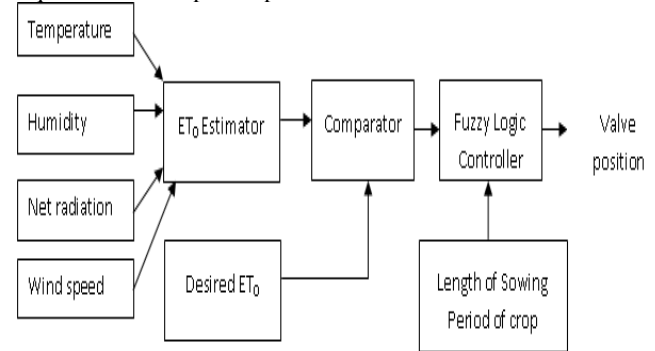 Temperature
Humidity
Net radiation
Wind speed
ET₀ Estimator
Desired ET₀
Comparator
Fuzzy Logic
Controller
Length of Sowing
Period of crop
Valve
position